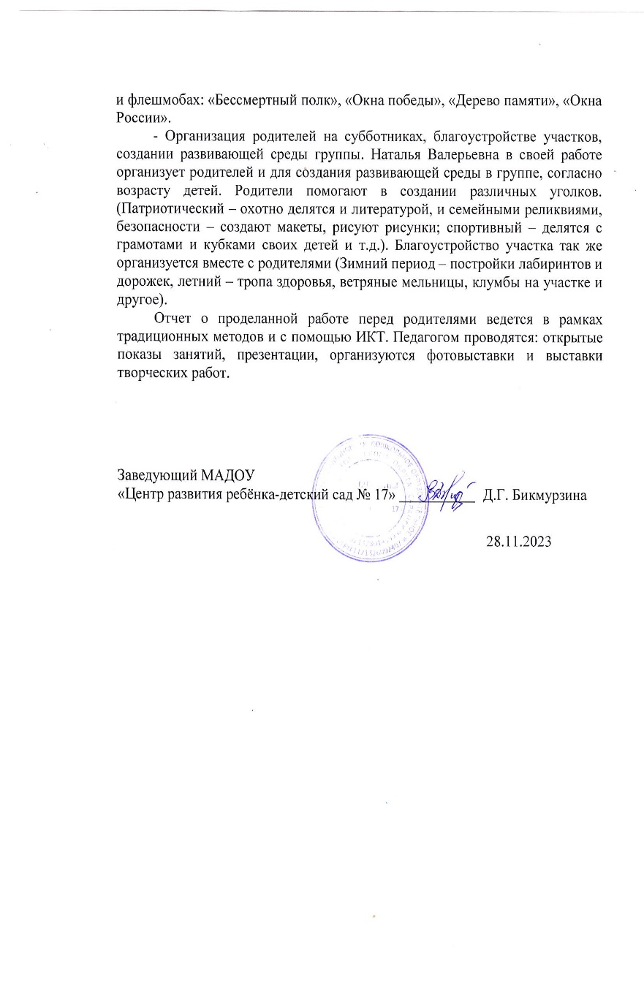 и флешмобах: «Бессмертный полк», «Окна победы», «Дерево памяти», «Окна
России».
- Организация родителей на субботниках, благоустройстве участков,
создании развивающей среды группы. Наталья Валерьевна в своей работе
организует родителей и для создания развивающей среды в группе, согласно
возрасту детей. Родители помогают в создании различных уголков.
(Патриотический – охотно делятся и литературой, и семейными реликвиями,
безопасности – создают макеты, рисуют рисунки; спортивный – делятся с
грамотами и кубками своих детей и т.д.). Благоустройство участка так же
организуется вместе с родителями (Зимний период – постройки лабиринтов и
дорожек, летний – тропа здоровья, ветряные мельницы, клумбы на участке и
другое).
Отчет о проделанной работе перед родителями ведется в рамках
традиционных методов и с помощью ИКТ. Педагогом проводятся: открытые
показы занятий, презентации, организуются фотовыставки и выставки
творческих работ.
Заведующий МАДОУ
«Центр развития ребёнка-детский сад № 17» __________ Д.Г. Бикмурзина
17
28.11.2023